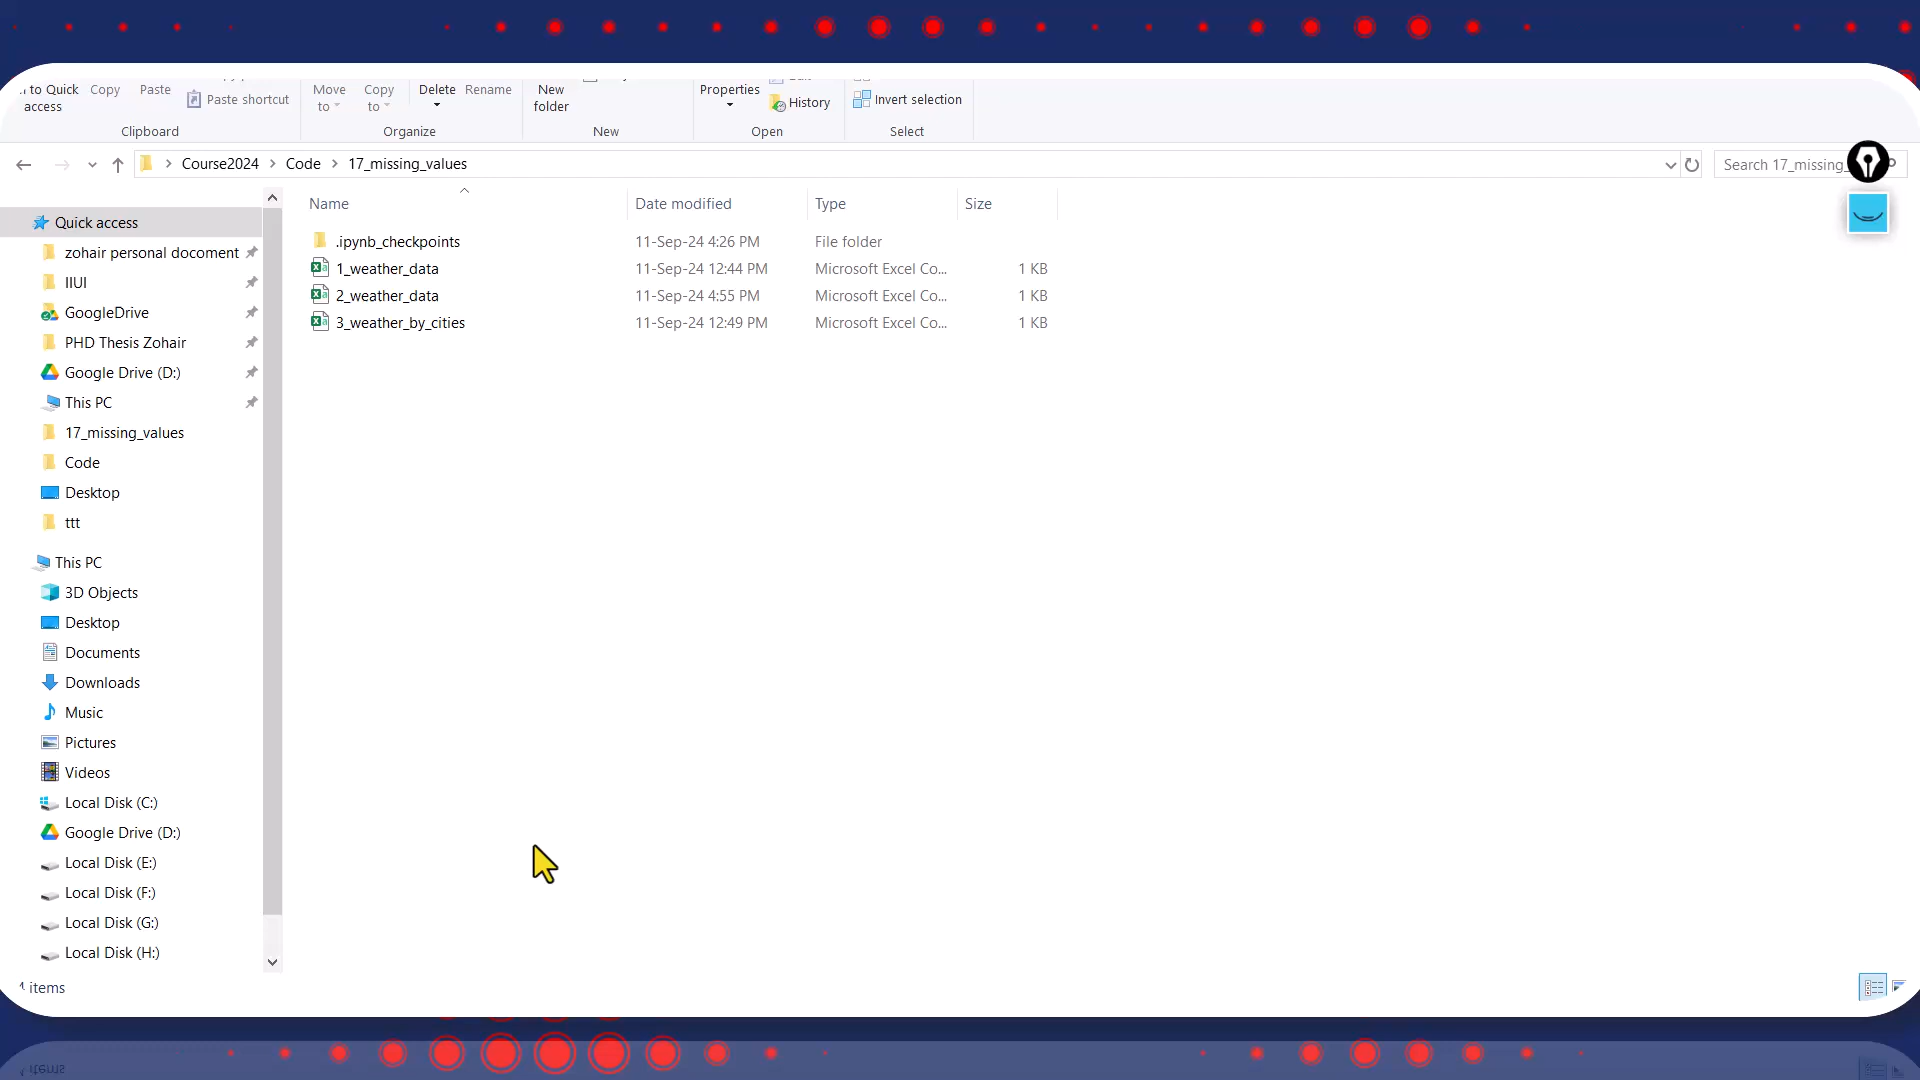 to Quick
access
Copy
Paste
Paste shortcut
Clipboard
Move
to
Copy
to
Delete
Rename
Organize
New
folder
New
Properties
History
Open
Invert selection
Select
Course2024 > Code > 17_missing_values
Search 17_missing_
Name Date modified Type Size
.ipynb_checkpoints 11-Sep-24 4:26 PM File folder
1_weather_data 11-Sep-24 12:44 PM Microsoft Excel Co... 1 KB
2_weather_data 11-Sep-24 4:55 PM Microsoft Excel Co... 1 KB
3_weather_by_cities 11-Sep-24 12:49 PM Microsoft Excel Co... 1 KB
Quick access
zohair personal docoment
IIUI
GoogleDrive
PHD Thesis Zohair
Google Drive (D:)
This PC
17_missing_values
Code
Desktop
ttt
This PC
3D Objects
Desktop
Documents
Downloads
Music
Pictures
Videos
Local Disk (C:)
Google Drive (D:)
Local Disk (E:)
Local Disk (F:)
Local Disk (G:)
Local Disk (H:)
items